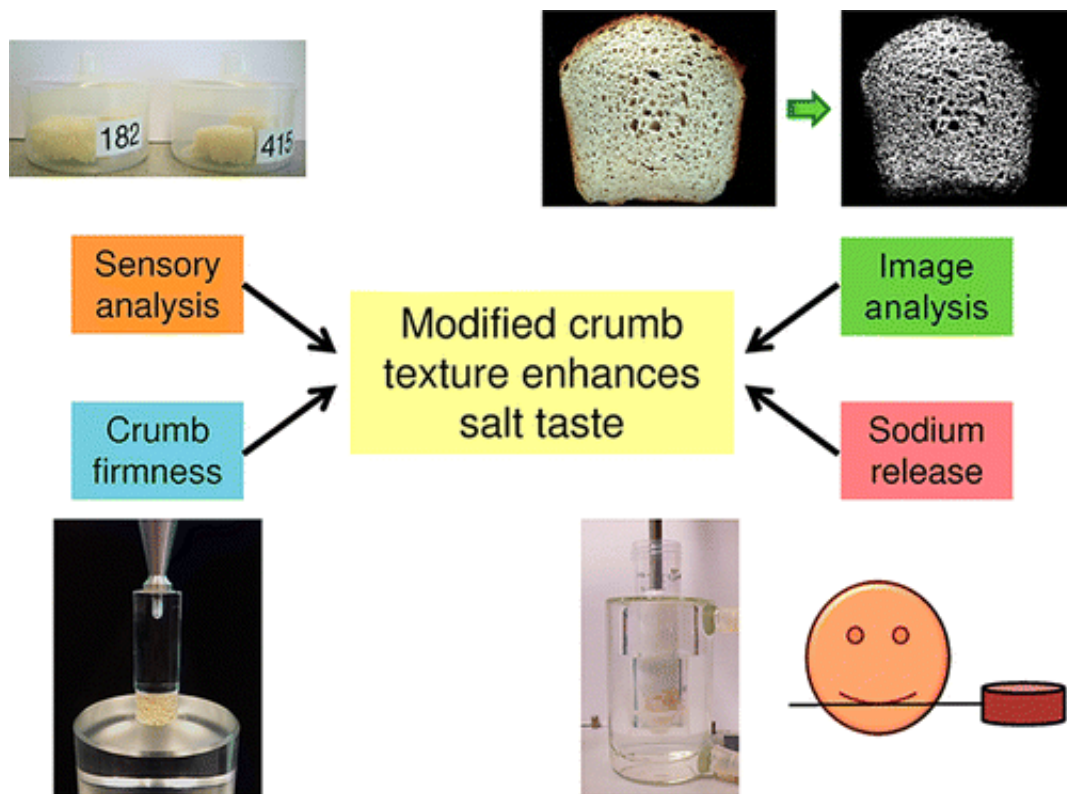 182
415
Sensory
analysis
Image
analysis
Modified crumb
texture enhances
salt taste
Crumb
firmness
Sodium
release